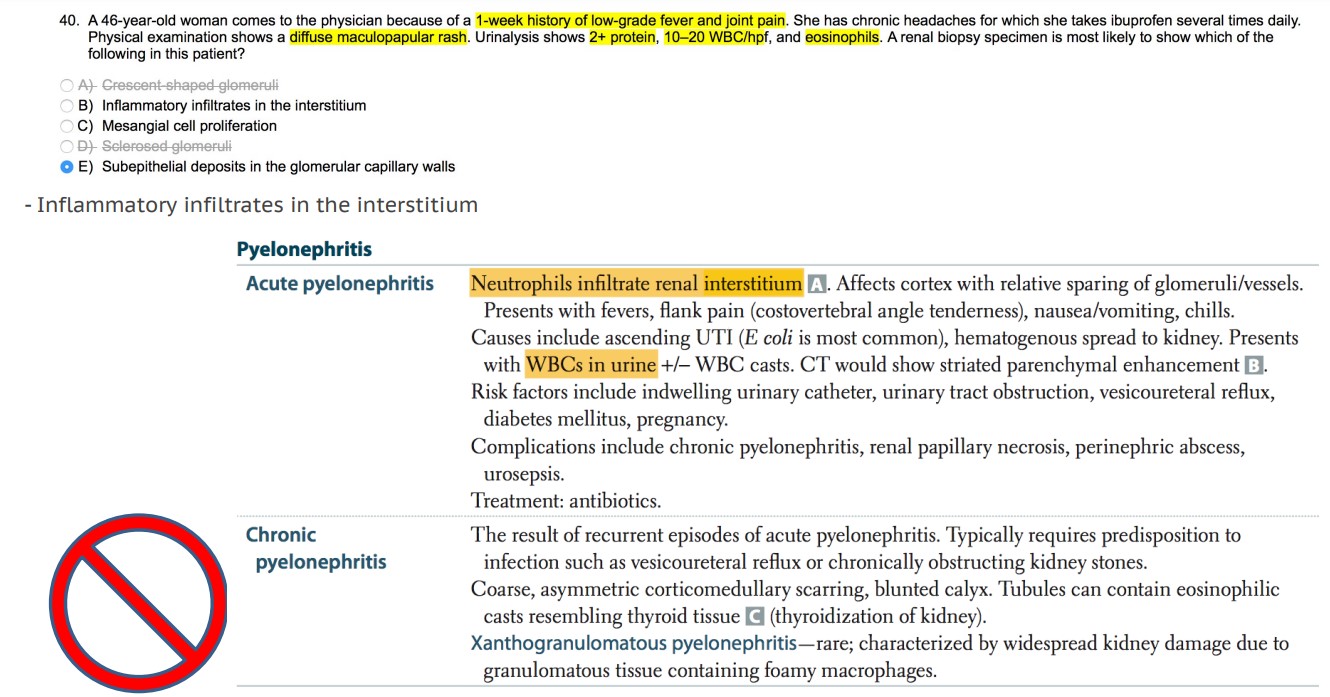 40. A 46-year-old woman comes to the physician because of a 1-week history of low-grade fever and joint pain. She has chronic headaches for which she takes ibuprofen several times daily.
Physical examination shows a diffuse maculopapular rash. Urinalysis shows 2+ protein, 10–20 WBC/hpf, and eosinophils. A renal biopsy specimen is most likely to show which of the
following in this patient?
A) Crescent-shaped glomeruli
B) Inflammatory infiltrates in the interstitium
C) Mesangial cell proliferation
D) Sclerosed glomeruli
E) Subepithelial deposits in the glomerular capillary walls
- Inflammatory infiltrates in the interstitium
Pyelonephritis
Acute pyelonephritis
Neutrophils infiltrate renal interstitium A. Affects cortex with relative sparing of glomeruli/vessels.
Presents with fevers, flank pain (costovertebral angle tenderness), nausea/vomiting, chills.
Causes include ascending UTI (E coli is most common), hematogenous spread to kidney. Presents
with WBCs in urine +/– WBC casts. CT would show striated parenchymal enhancement B.
Risk factors include indwelling urinary catheter, urinary tract obstruction, vesicoureteral reflux,
diabetes mellitus, pregnancy.
Complications include chronic pyelonephritis, renal papillary necrosis, perinephric abscess,
urosepsis.
Treatment: antibiotics.
Chronic
pyelonephritis
The result of recurrent episodes of acute pyelonephritis. Typically requires predisposition to
infection such as vesicoureteral reflux or chronically obstructing kidney stones.
Coarse, asymmetric corticomedullary scarring, blunted calyx. Tubules can contain eosinophilic
casts resembling thyroid tissue C (thyroidization of kidney).
Xanthogranulomatous pyelonephritis—rare; characterized by widespread kidney damage due to
granulomatous tissue containing foamy macrophages.